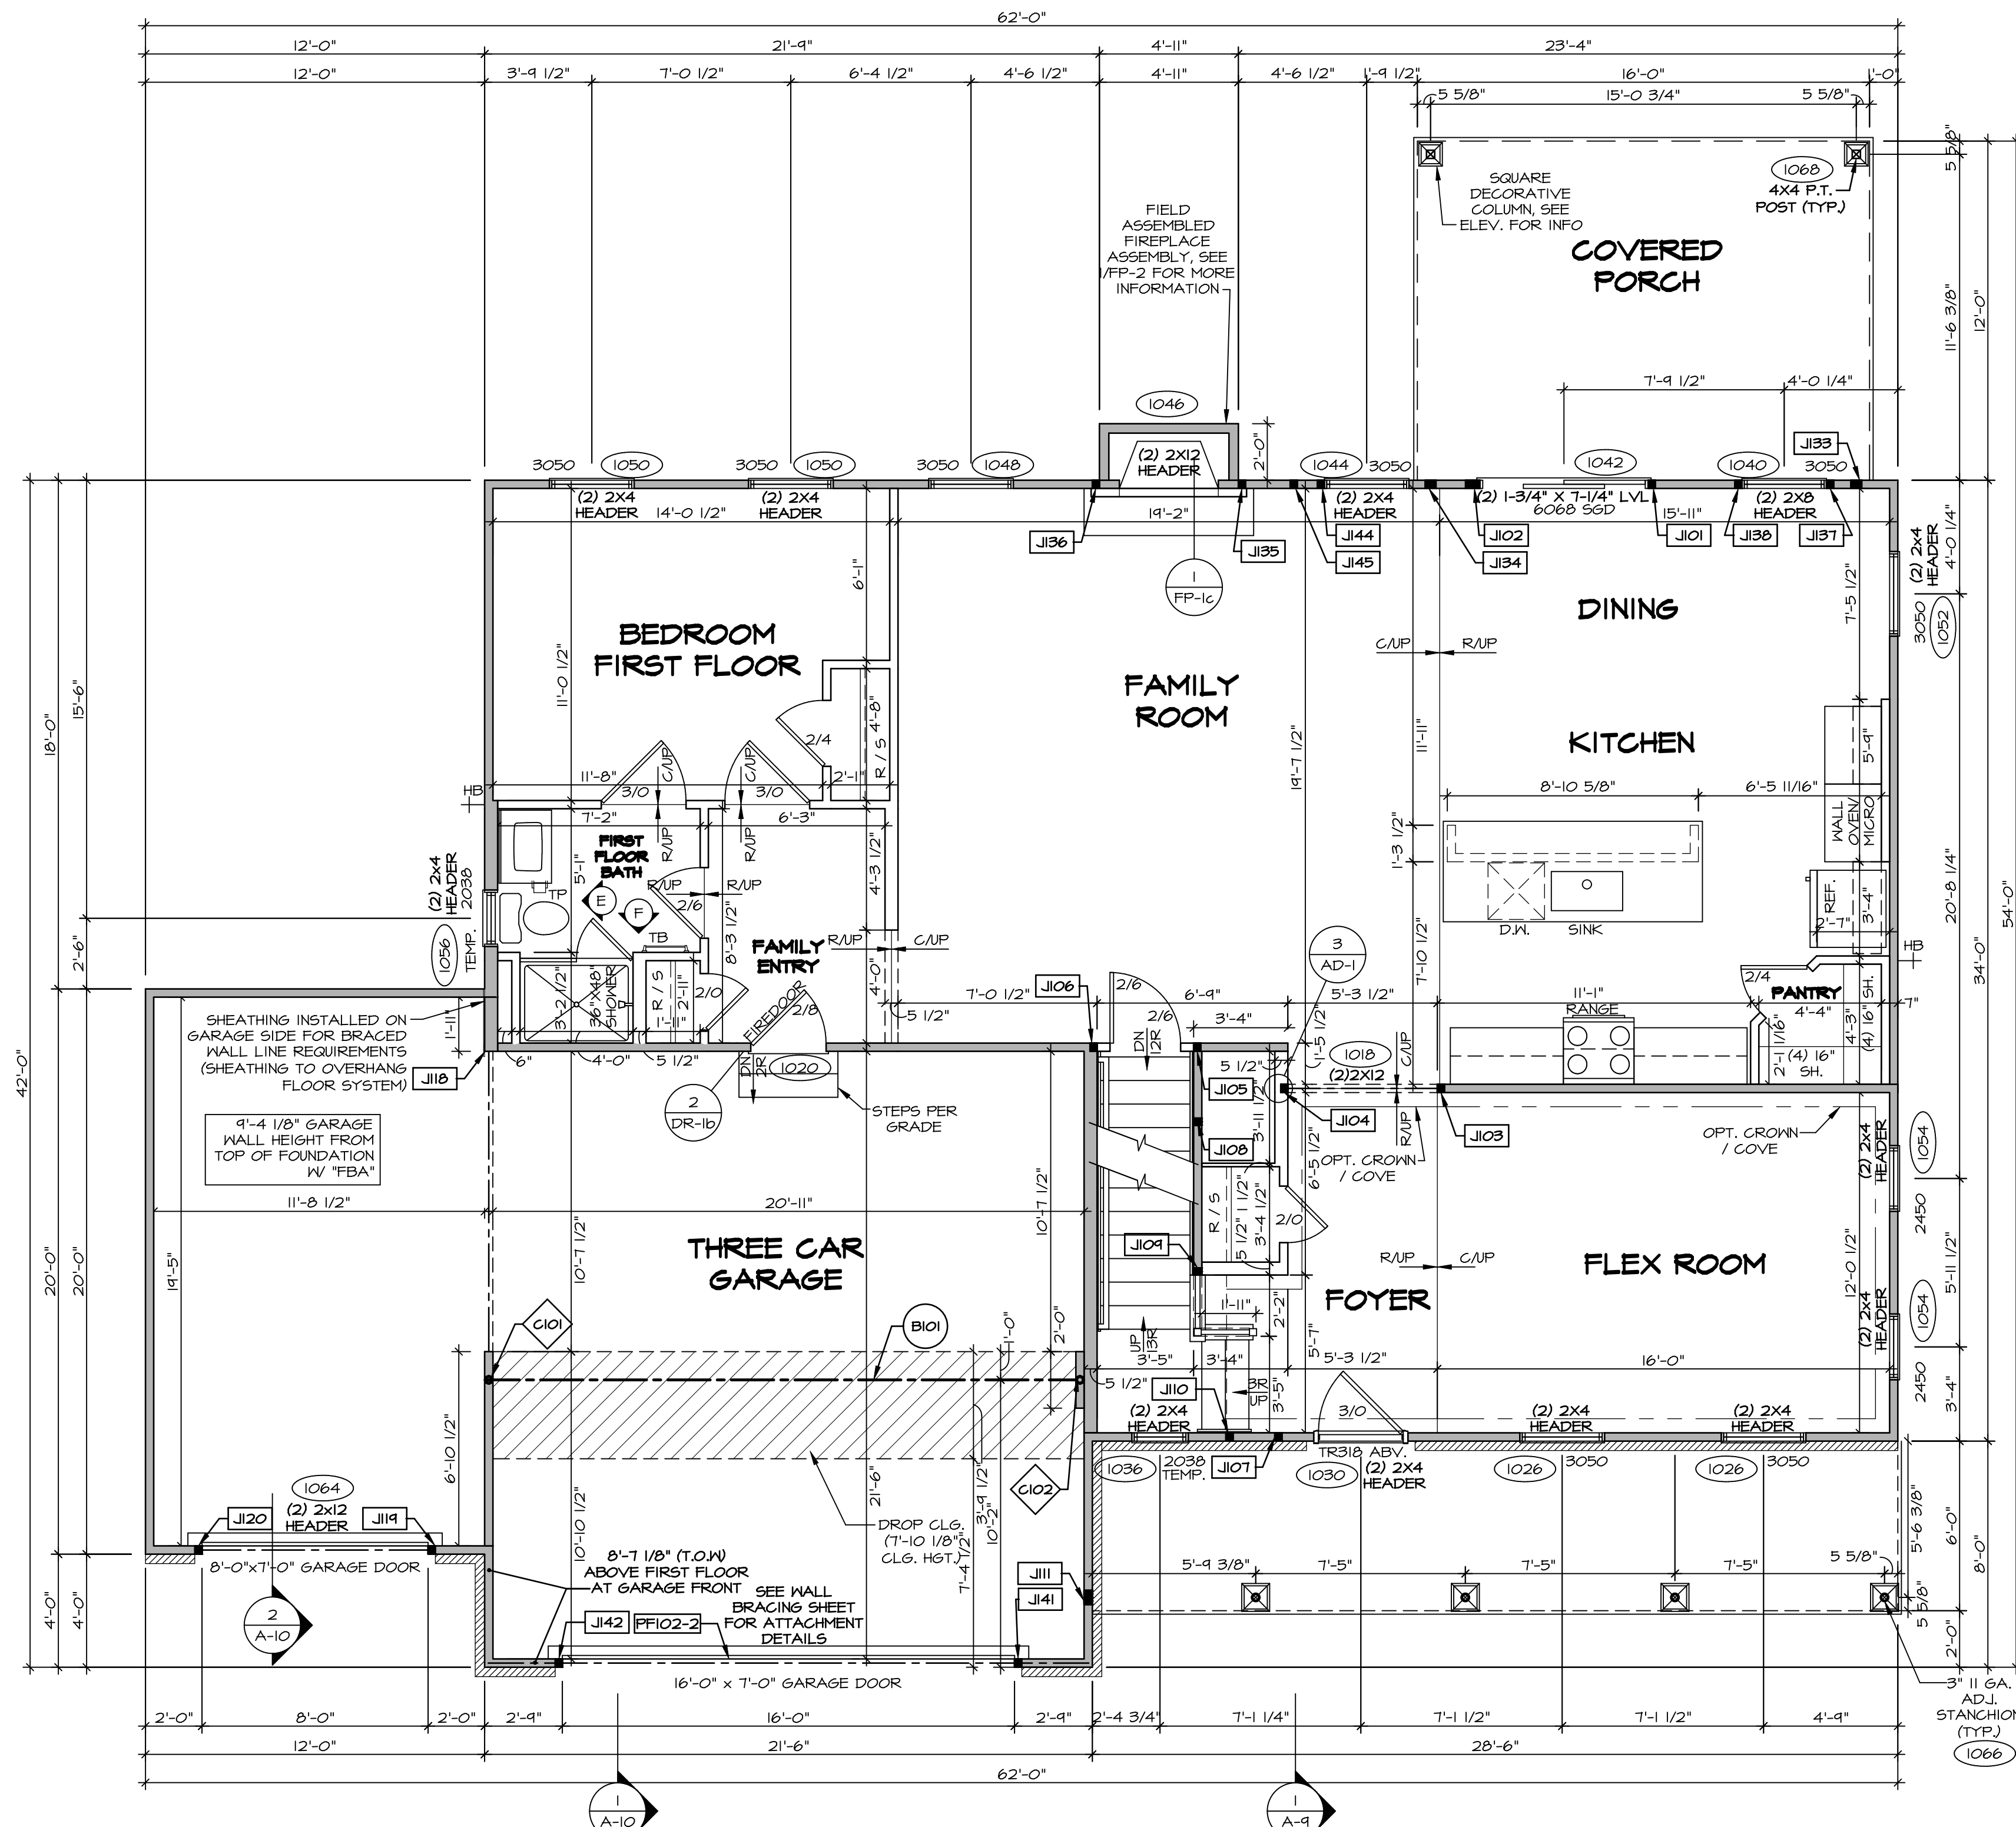 62'-0"
12'-0"
21'-9"
4'-11"
23'-4"
12'-0"
3'-9 1/2"
7'-0 1/2"
6'-4 1/2"
4'-6 1/2"
4'-11"
4'-6 1/2"
1'-9 1/2"
16'-0"
1'-0"
5 5/8"
15'-0 3/4"
5 5/8"
5 5/8"
SQUARE
DECORATIVE
COLUMN, SEE
ELEV. FOR INFO
1068
4X4 P.T.
POST (TYP.)
COVERED
PORCH
FIELD
ASSEMBLED
FIREPLACE
ASSEMBLY, SEE
1/FP-2 FOR MORE
INFORMATION
11'-6 3/8"
12'-0"
7'-9 1/2"
4'-0 1/4"
1046
2'-0"
3050
1050
3050
1050
3050
1048
1044
3050
1042
1040
3050
J133
(2) 2X4
HEADER
(2) 2X4
HEADER
(2) 2X12
HEADER
(2) 2X4
HEADER
(2) 1-3/4" X 7-1/4" LVL
6068 SGD
(2) 2X8
HEADER
14'-0 1/2"
19'-2"
15'-11"
J136
J135
J144
J145
J102
J134
J101
J138
J137
1
FP-1c
(2) 2x4
HEADER
4'-0 1/4"
3050
1052
7'-5 1/2"
6'-1"
11'-0 1/2"
BEDROOM
FIRST FLOOR
FAMILY
ROOM
DINING
KITCHEN
C/UP
R/UP
19'-7 1/2"
11'-11"
15'-6"
18'-0"
42'-0"
2/4
4'-8"
R / S
11'-8"
2'-1"
3/0
C/UP
3/0
C/UP
HB
7'-2"
6'-3"
R/UP
R/UP
FIRST
FLOOR
BATH
5'-1"
TP
E
F
R/UP
R/UP
2/6
TB
8'-3 1/2"
4'-3 1/2"
(2) 2x4
HEADER
2038
TEMP.
1056
2'-6"
FAMILY
ENTRY
R/UP
C/UP
4'-0"
8'-10 5/8"
6'-5 11/16"
5'-9"
WALL
OVEN/
MICRO
1'-3 1/2"
REF.
3'-4"
2'-7"
D.W.
SINK
7'-10 1/2"
20'-8 1/4"
34'-0"
54'-0"
HB
3
AD-1
3'-2 1/2"
36"X48"
SHOWER
R / S
2'-11"
1'-11"
2/0
FIREDOOR
2/8
6"
4'-0"
5 1/2"
5 1/2"
7'-0 1/2"
J106
2/6
6'-9"
2/6
5'-3 1/2"
3'-4"
11'-1"
RANGE
2/4
PANTRY
4'-4"
7"
4'-3"
(4) 16" SH.
2'-1 1/16"
(4) 16"
SH.
SHEATHING INSTALLED ON
GARAGE SIDE FOR BRACED
WALL LINE REQUIREMENTS
(SHEATHING TO OVERHANG
FLOOR SYSTEM)
1'-11"
J118
DN
2R
1020
2
DR-1b
STEPS PER
GRADE
DN
12R
5 1/2"
1'-5 1/2"
1018
(2)2X12
C/UP
R/UP
J105
J108
J104
J103
3'-11 1/2"
9'-4 1/8" GARAGE
WALL HEIGHT FROM
TOP OF FOUNDATION
W/ "FBA"
OPT. CROWN
/ COVE
OPT. CROWN
/ COVE
6'-5 1/2"
(2) 2x4
HEADER
1054
2450
11'-8 1/2"
20'-11"
10'-7 1/2"
10'-7 1/2"
R / S
5 1/2"
1 1/2"
3'-4 1/2"
2/0
J109
THREE CAR
GARAGE
19'-5"
20'-0"
20'-0"
FOYER
R/UP
C/UP
FLEX ROOM
12'-0 1/2"
5'-11 1/2"
(2) 2x4
HEADER
1054
2450
3'-4"
C101
B101
1'-0"
2'-0"
1'-11"
2'-2"
5'-7"
UP
13R
3'-5"
3'-4"
5'-3 1/2"
16'-0"
5 1/2"
J110
3R
UP
3'-5"
3/0
(2) 2X4
HEADER
(2) 2X4
HEADER
(2) 2X4
HEADER
1036
2038
TEMP.
J107
TR318 ABV.
1030
(2) 2X4
HEADER
1026
3050
1026
3050
6'-10 1/2"
10'-10 1/2"
21'-6"
3'-9 1/2"
10'-2"
7'-4 1/2"
C102
DROP CLG.
(7'-10 1/8"
CLG. HGT.)
1064
(2) 2x12
HEADER
J120
J119
8'-0"x7'-0" GARAGE DOOR
8'-7 1/8" (T.O.W)
ABOVE FIRST FLOOR
AT GARAGE FRONT
SEE WALL
BRACING SHEET
FOR ATTACHMENT
DETAILS
J142
PF102-2
J111
J141
5'-9 3/8"
7'-5"
7'-5"
7'-5"
5 5/8"
5'-6 3/8"
6'-0"
8'-0"
5 5/8"
2'-0"
4'-0"
4'-0"
2
A-10
16'-0" x 7'-0" GARAGE DOOR
3" 11 GA.
ADJ.
STANCHION
(TYP.)
1066
2'-0"
8'-0"
2'-0"
2'-9"
16'-0"
2'-9"
2'-4 3/4"
7'-1 1/4"
7'-1 1/2"
7'-1 1/2"
4'-9"
12'-0"
21'-6"
28'-6"
62'-0"
1
A-10
1
A-9